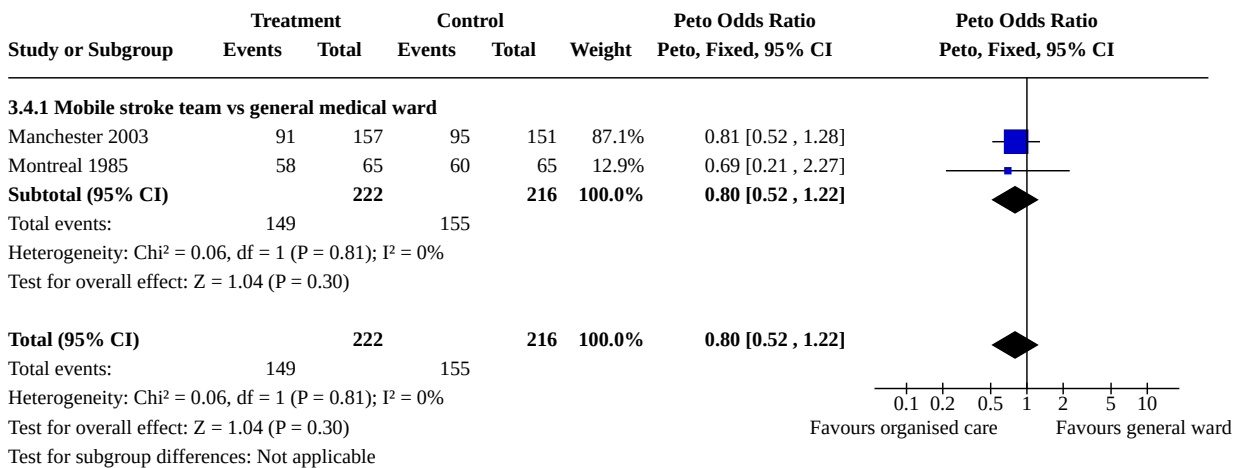 Treatment Control Peto Odds Ratio Peto Odds Ratio
Study or Subgroup Events Total Events Total Weight Peto, Fixed, 95% CI Peto, Fixed, 95% CI
3.4.1 Mobile stroke team vs general medical ward
Manchester 2003 91 157 95 151 87.1% 0.81 [0.52 , 1.28]
Montreal 1985 58 65 60 65 12.9% 0.69 [0.21 , 2.27]
Subtotal (95% CI) 222 216 100.0% 0.80 [0.52 , 1.22]
Total events: 149 155
Heterogeneity: Chi² = 0.06, df = 1 (P = 0.81); I² = 0%
Test for overall effect: Z = 1.04 (P = 0.30)
Total (95% CI) 222 216 100.0% 0.80 [0.52 , 1.22]
Total events: 149 155
Heterogeneity: Chi² = 0.06, df = 1 (P = 0.81); I² = 0%
0.1 0.2 0.5 1 2 5 10
Test for overall effect: Z = 1.04 (P = 0.30) Favours organised care Favours general ward
Test for subgroup differences: Not applicable